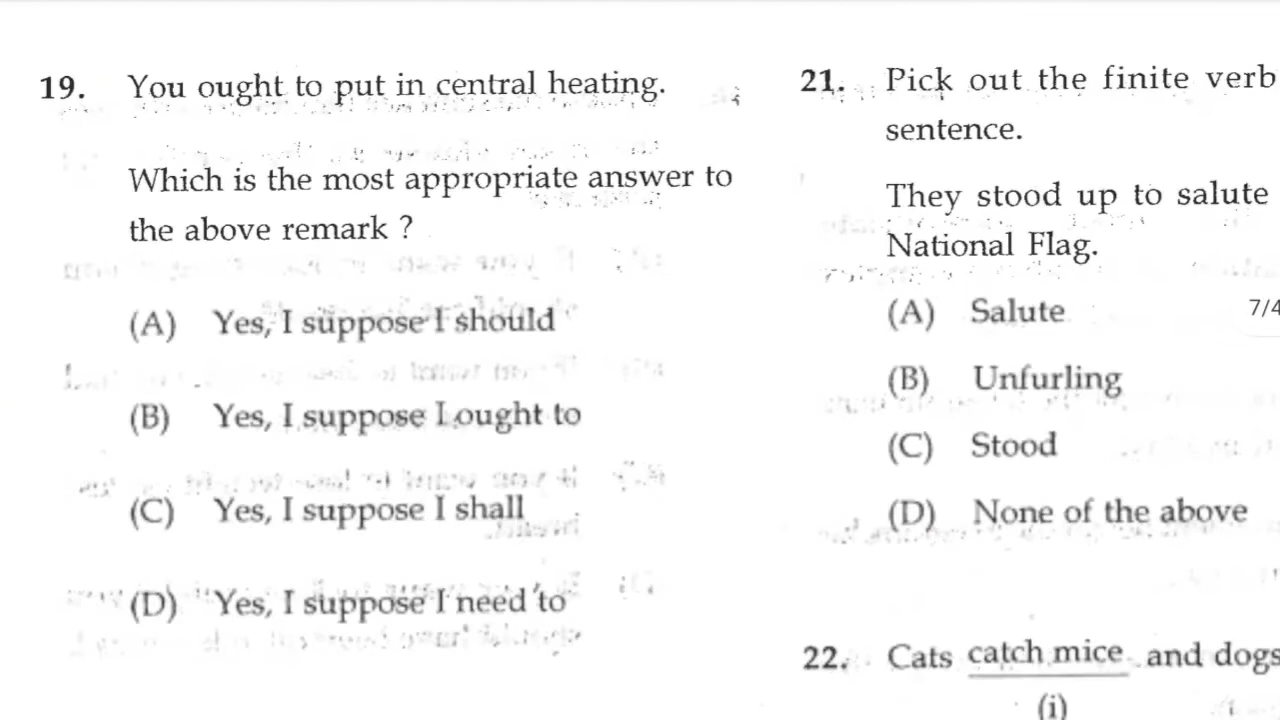 19. You ought to put in central heating.
Which is the most appropriate answer to
the above remark ?
(A) Yes, I suppose I should
(B) Yes, I suppose I ought to
(C) Yes, I suppose I shall
(D) Yes, I suppose I need to
21. Pick out the finite verb
sentence.
They stood up to salute
National Flag.
(A) Salute
(B) Unfurling
(C) Stood
(D) None of the above
7/4
22. Cats catch mice and dogs
(i)